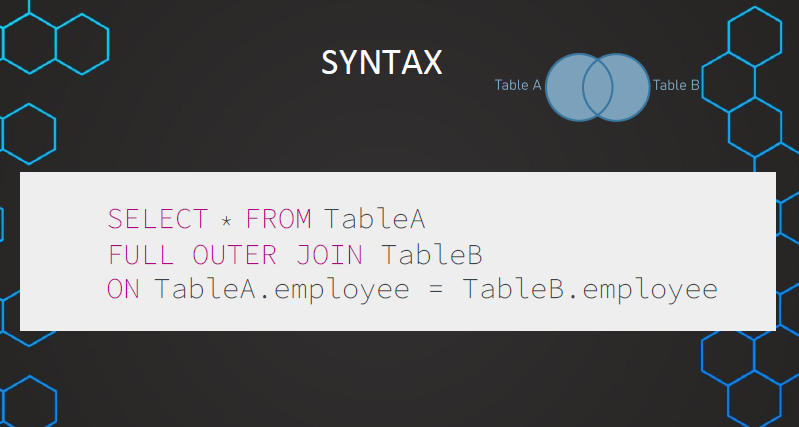 SYNTAX
Table A
Table B
SELECT * FROM TableA
FULL OUTER JOIN TableB
ON TableA.employee = TableB.employee